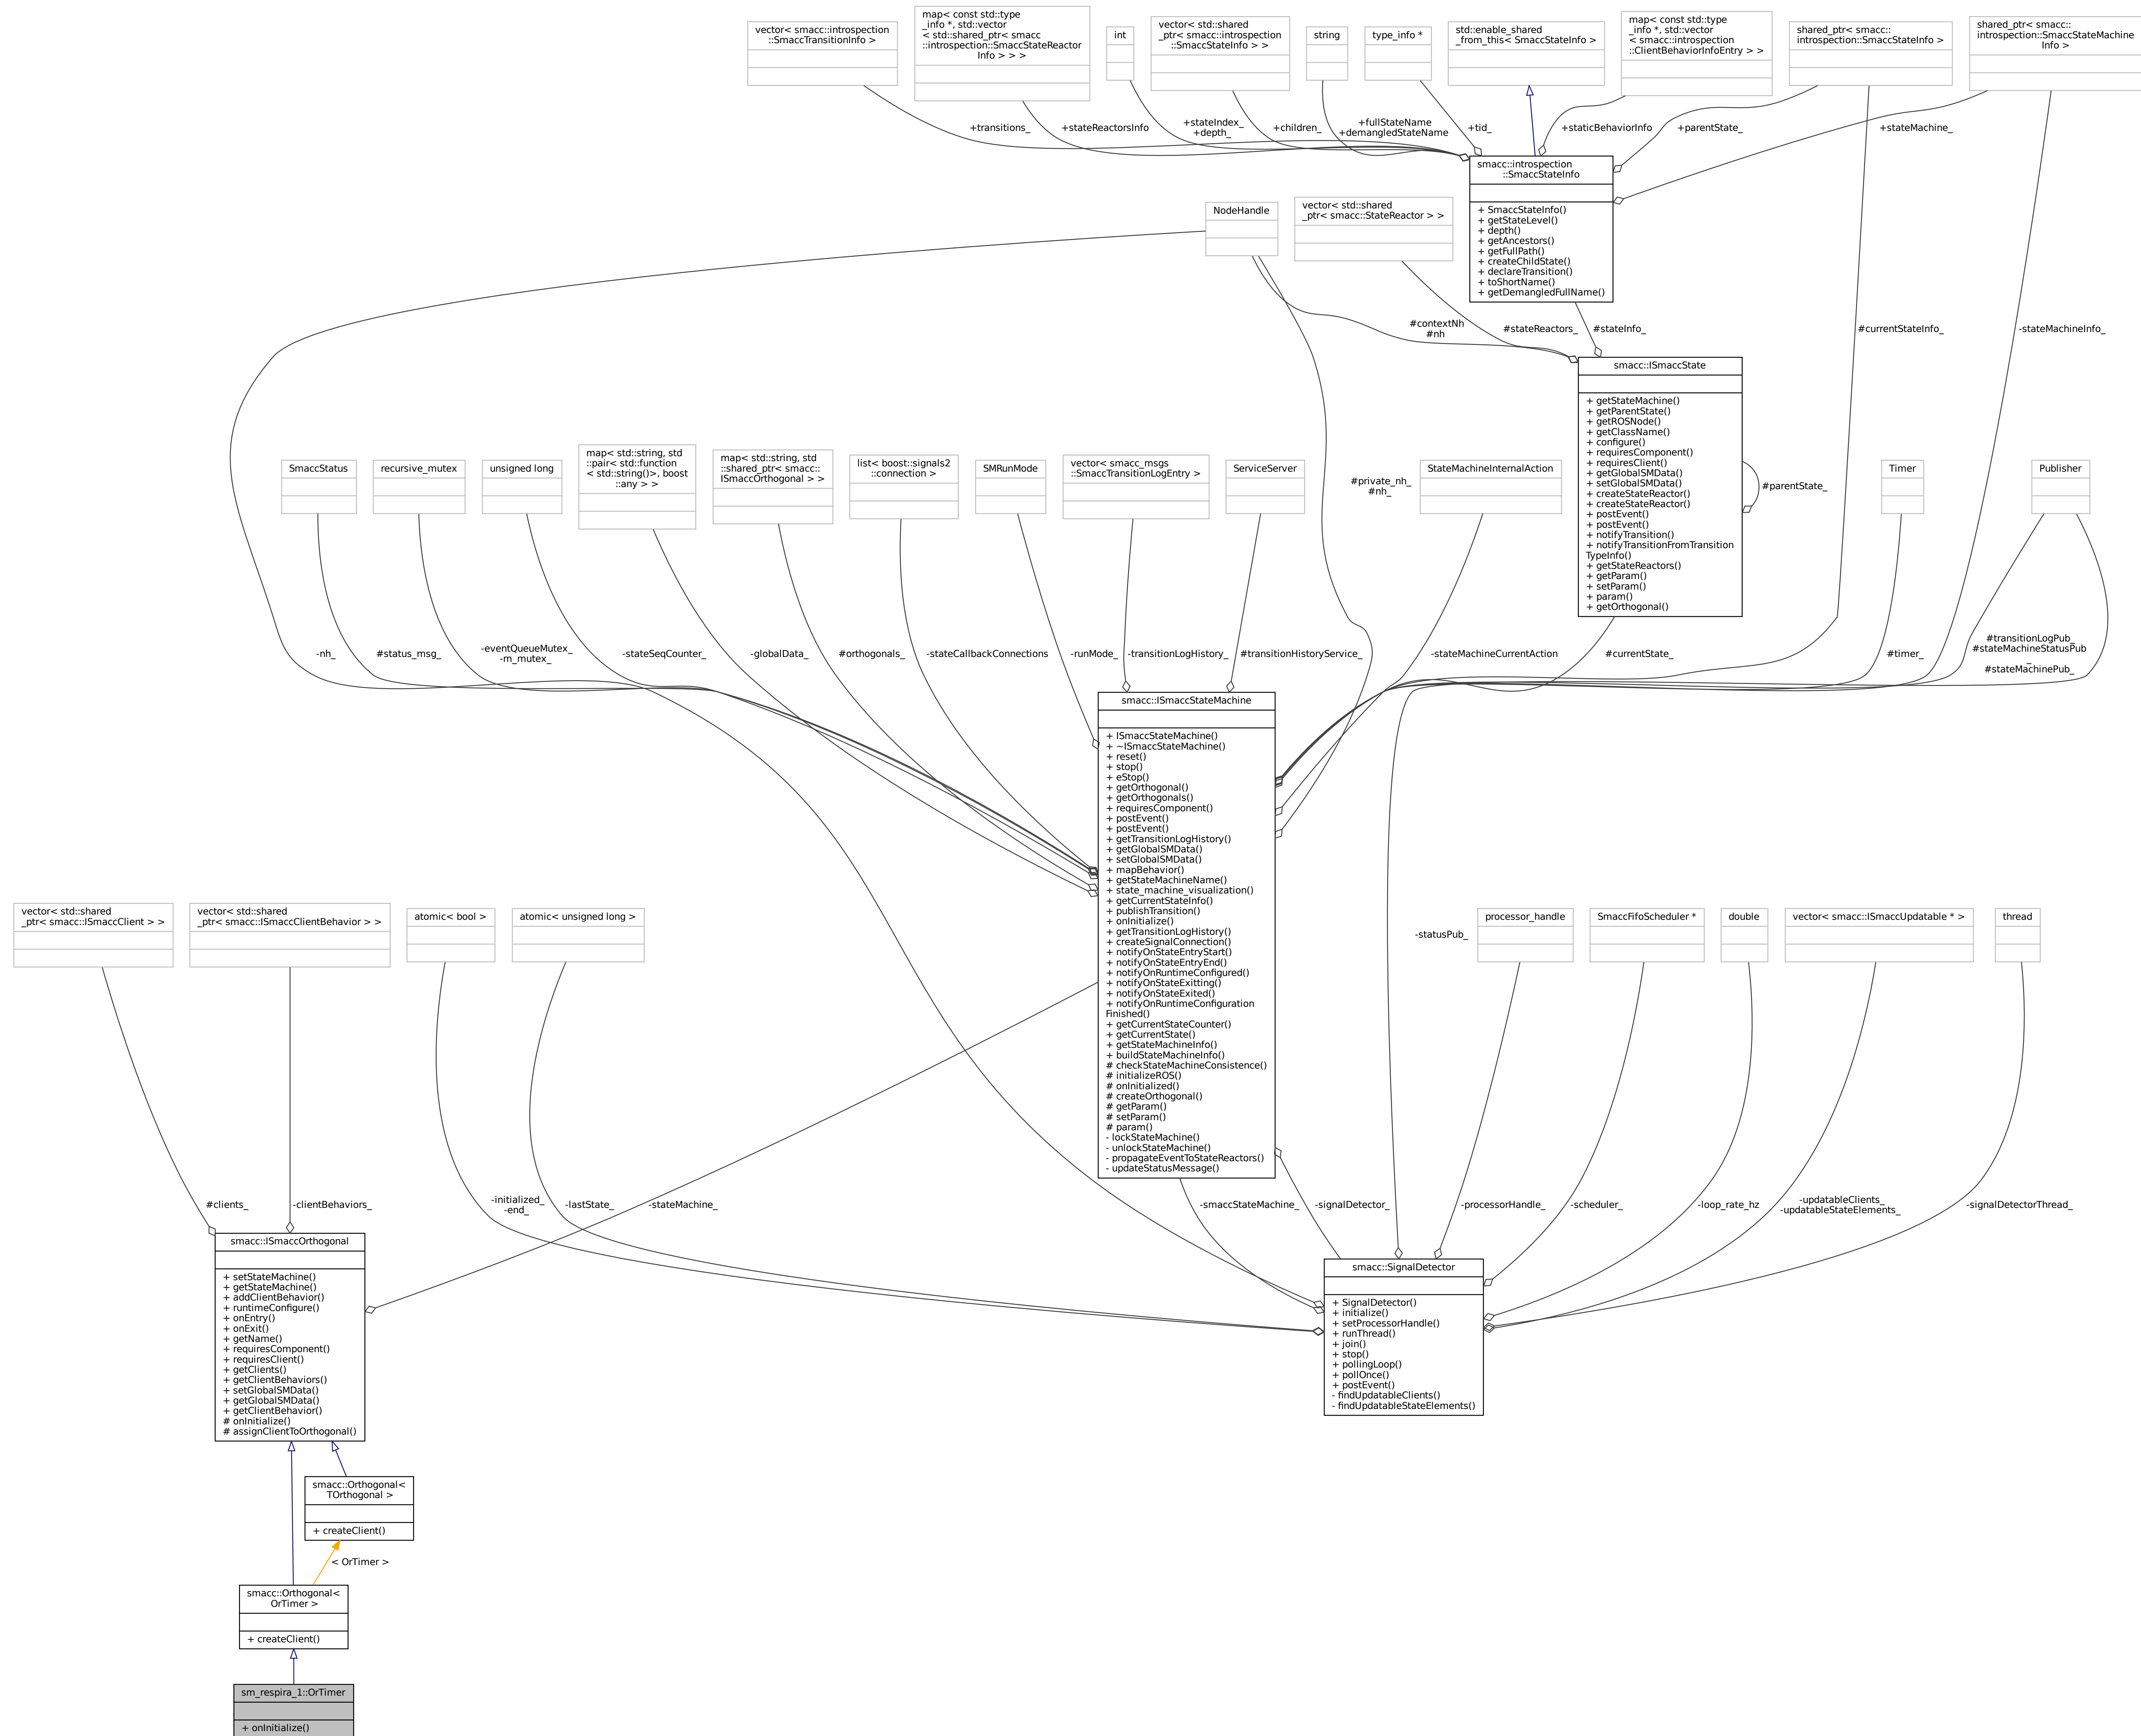 vector< smacc::introspection
::SmaccTransitionInfo >
map< const std::type
_info *, std::vector
< std::shared_ptr< smacc
::introspection::SmaccStateReactor
Info > > >
int
vector< std::shared
_ptr< smacc::introspection
::SmaccStateInfo > >
string
type_info *
std::enable_shared
_from_this< SmaccStateInfo >
map< const std::type
_info *, std::vector
< smacc::introspection
::ClientBehaviorInfoEntry > >
shared_ptr< smacc::
introspection::SmaccStateInfo >
shared_ptr< smacc::
introspection::SmaccStateMachine
Info >
+transitions_
+stateReactorsInfo
+stateIndex_
+depth_
+children_
+fullStateName
+demangledStateName
+tid_
+staticBehaviorInfo
+parentState_
+stateMachine_
smacc::introspection
::SmaccStateInfo
+ SmaccStateInfo()
+ getStateLevel()
+ depth()
+ getAncestors()
+ getFullPath()
+ createChildState()
+ declareTransition()
+ toShortName()
+ getDemangledFullName()
NodeHandle
vector< std::shared
_ptr< smacc::StateReactor > >
#contextNh
#nh
#stateReactors_
#stateInfo_
#currentStateInfo_
-stateMachineInfo_
smacc::ISmaccState
+ getStateMachine()
+ getParentState()
+ getROSNode()
+ getClassName()
+ configure()
+ requiresComponent()
+ requiresClient()
+ getGlobalSMData()
+ setGlobalSMData()
+ createStateReactor()
+ createStateReactor()
+ postEvent()
+ postEvent()
+ notifyTransition()
+ notifyTransitionFromTransition
TypeInfo()
+ getStateReactors()
+ getParam()
+ setParam()
+ param()
+ getOrthogonal()
#parentState_
SmaccStatus
recursive_mutex
unsigned long
map< std::string, std
::pair< std::function
< std::string()>, boost
::any > >
map< std::string, std
::shared_ptr< smacc::
ISmaccOrthogonal > >
list< boost::signals2
::connection >
SMRunMode
vector< smacc_msgs
::SmaccTransitionLogEntry >
ServiceServer
#private_nh_
#nh_
StateMachineInternalAction
Timer
Publisher
-nh_
#status_msg_
-eventQueueMutex_
-m_mutex_
-stateSeqCounter_
-globalData_
#orthogonals_
-stateCallbackConnections
-runMode_
-transitionLogHistory_
#transitionHistoryService_
-stateMachineCurrentAction
#currentState_
#timer_
#transitionLogPub_
#stateMachineStatusPub
_
#stateMachinePub_
smacc::ISmaccStateMachine
+ ISmaccStateMachine()
+ ~ISmaccStateMachine()
+ reset()
+ stop()
+ eStop()
+ getOrthogonal()
+ getOrthogonals()
+ requiresComponent()
+ postEvent()
+ postEvent()
+ getTransitionLogHistory()
+ getGlobalSMData()
+ setGlobalSMData()
+ mapBehavior()
+ getStateMachineName()
+ state_machine_visualization()
+ getCurrentStateInfo()
+ publishTransition()
+ onInitialize()
+ getTransitionLogHistory()
+ createSignalConnection()
+ notifyOnStateEntryStart()
+ notifyOnStateEntryEnd()
+ notifyOnRuntimeConfigured()
+ notifyOnStateExitting()
+ notifyOnStateExited()
+ notifyOnRuntimeConfiguration
Finished()
+ getCurrentStateCounter()
+ getCurrentState()
+ getStateMachineInfo()
+ buildStateMachineInfo()
# checkStateMachineConsistence()
# initializeROS()
# onInitialized()
# createOrthogonal()
# getParam()
# setParam()
# param()
- lockStateMachine()
- unlockStateMachine()
- propagateEventToStateReactors()
- updateStatusMessage()
vector< std::shared
_ptr< smacc::ISmaccClient > >
vector< std::shared
_ptr< smacc::ISmaccClientBehavior > >
atomic< bool >
atomic< unsigned long >
-statusPub_
processor_handle
SmaccFifoScheduler *
double
vector< smacc::ISmaccUpdatable * >
thread
#clients_
-clientBehaviors_
-initialized_
-end_
-lastState_
-stateMachine_
-smaccStateMachine_
-signalDetector_
-processorHandle_
-scheduler_
-loop_rate_hz
-updatableClients_
-updatableStateElements_
-signalDetectorThread_
smacc::ISmaccOrthogonal
+ setStateMachine()
+ getStateMachine()
+ addClientBehavior()
+ runtimeConfigure()
+ onEntry()
+ onExit()
+ getName()
+ requiresComponent()
+ requiresClient()
+ getClients()
+ getClientBehaviors()
+ setGlobalSMData()
+ getGlobalSMData()
+ getClientBehavior()
# onInitialize()
# assignClientToOrthogonal()
smacc::SignalDetector
+ SignalDetector()
+ initialize()
+ setProcessorHandle()
+ runThread()
+ join()
+ stop()
+ pollingLoop()
+ pollOnce()
+ postEvent()
- findUpdatableClients()
- findUpdatableStateElements()
smacc::Orthogonal<
TOrthogonal >
+ createClient()
< OrTimer >
smacc::Orthogonal<
OrTimer >
+ createClient()
sm_respira_1::OrTimer
+ onInitialize()